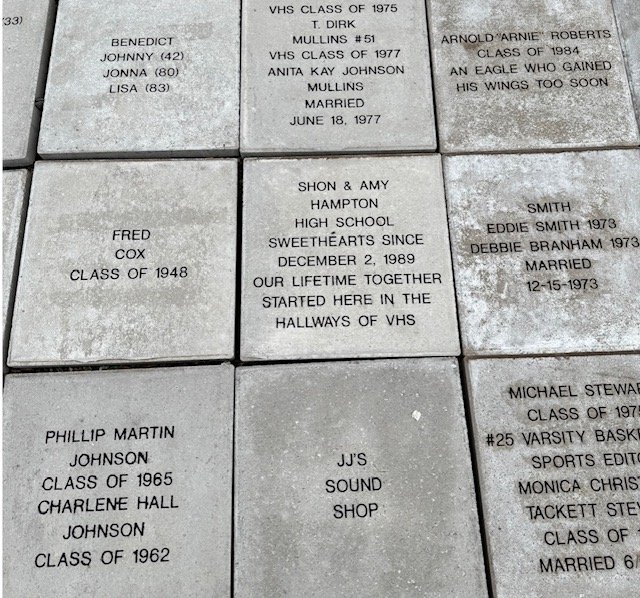 (33)
BENEDICT
JOHNNY (42)
JONNA (80)
LISA (83)
VHS CLASS OF 1975
T. DIRK
MULLINS #51
VHS CLASS OF 1977
ANITA KAY JOHNSON
MULLINS
MARRIED
JUNE 18, 1977
ARNOLD "ARNIE" ROBERTS
CLASS OF 1984
AN EAGLE WHO GAINED
HIS WINGS TOO SOON
FRED
COX
CLASS OF 1948
SHON & AMY
HAMPTON
HIGH SCHOOL
SWEETHEARTS SINCE
DECEMBER 2, 1989
OUR LIFETIME TOGETHER
STARTED HERE IN THE
HALLWAYS OF VHS
SMITH
EDDIE SMITH 1973
DEBBIE BRANHAM 1973
MARRIED
12-15-1973
PHILLIP MARTIN
JOHNSON
CLASS OF 1965
CHARLENE HALL
JOHNSON
CLASS OF 1962
JJ'S
SOUND
SHOP
MICHAEL
CLASS OF
#25 VARSITY
SPORTS
MONICA
TACKETT
CLASS OF
MARRIED